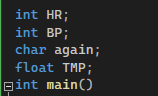 int HR;
int BP;
char again;
float TMP;
int main()